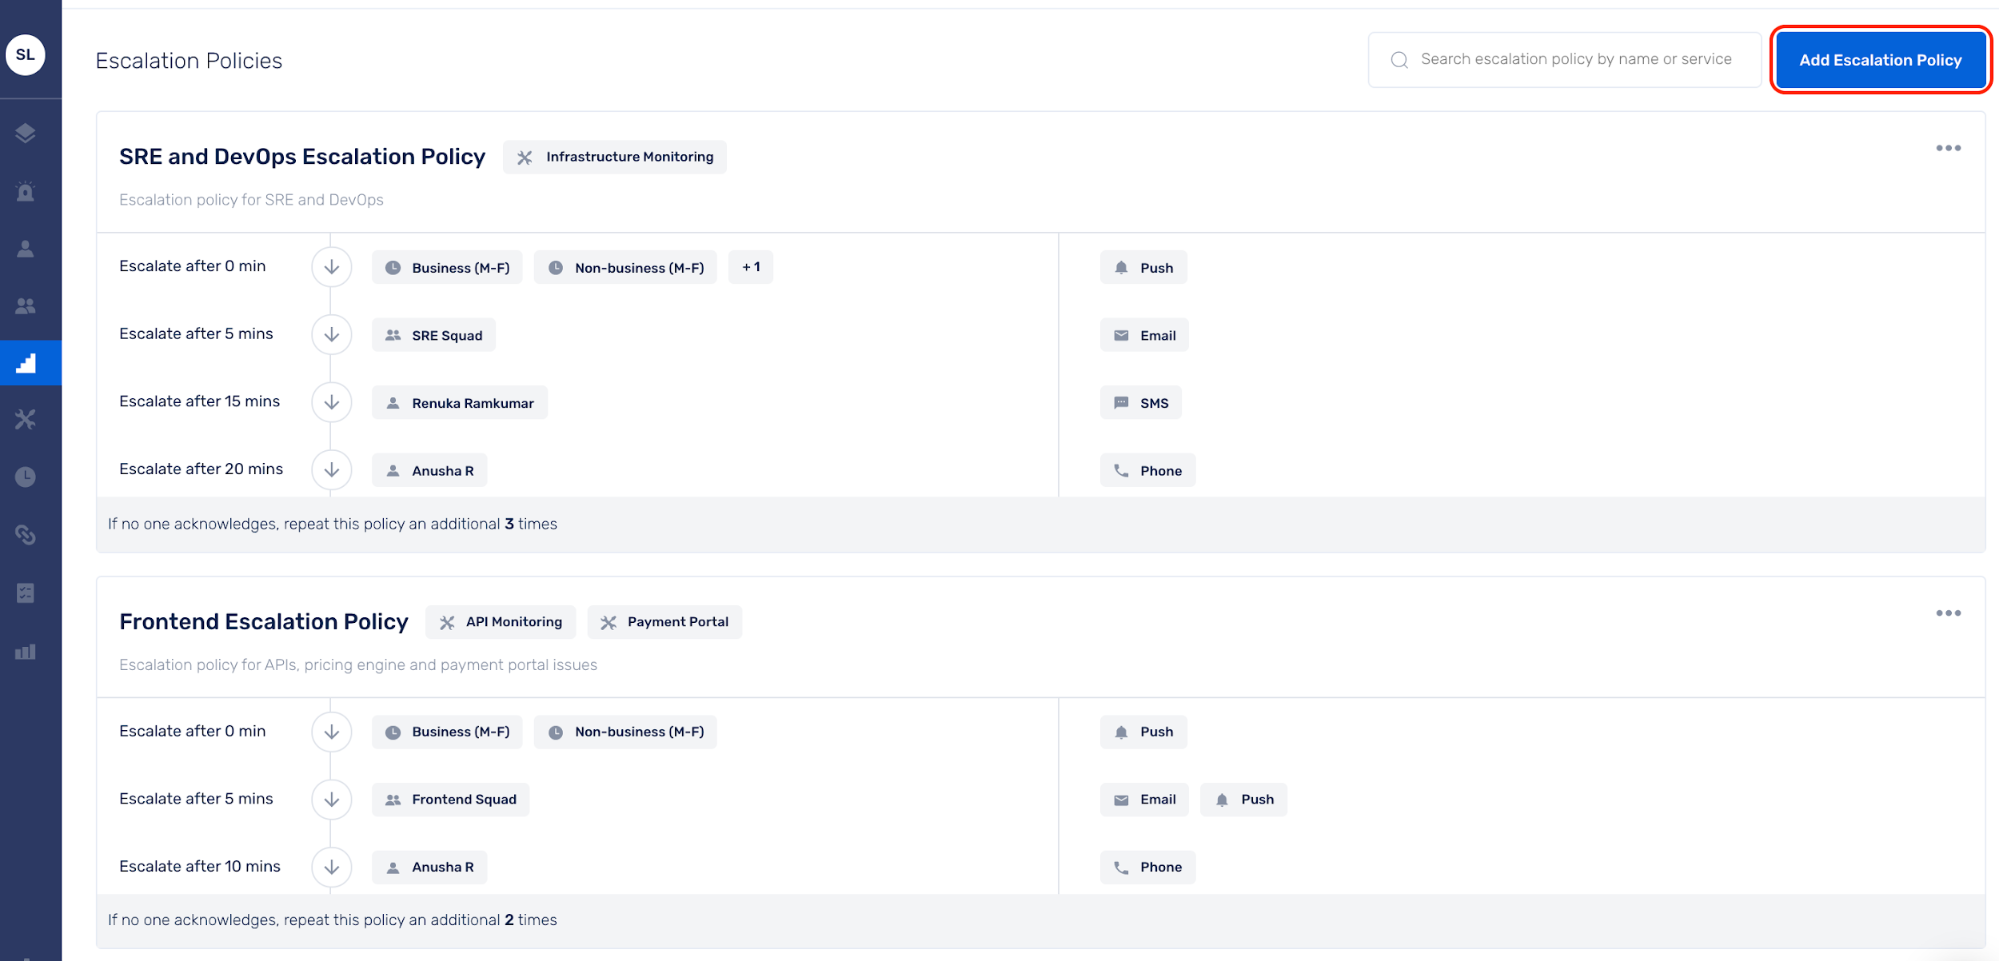 SL
Escalation Policies
Search escalation policy by name or service
Add Escalation Policy
SRE and DevOps Escalation Policy
Infrastructure Monitoring
Escalation policy for SRE and DevOps
Escalate after 0 min
Business (M-F)
Non-business (M-F)
+ 1
Push
Escalate after 5 mins
SRE Squad
Email
Escalate after 15 mins
Renuka Ramkumar
SMS
Escalate after 20 mins
Anusha R
Phone
If no one acknowledges, repeat this policy an additional 3 times
Frontend Escalation Policy
API Monitoring
Payment Portal
Escalation policy for APIs, pricing engine and payment portal issues
Escalate after 0 min
Business (M-F)
Non-business (M-F)
Push
Escalate after 5 mins
Frontend Squad
Email
Push
Escalate after 10 mins
Anusha R
Phone
If no one acknowledges, repeat this policy an additional 2 times